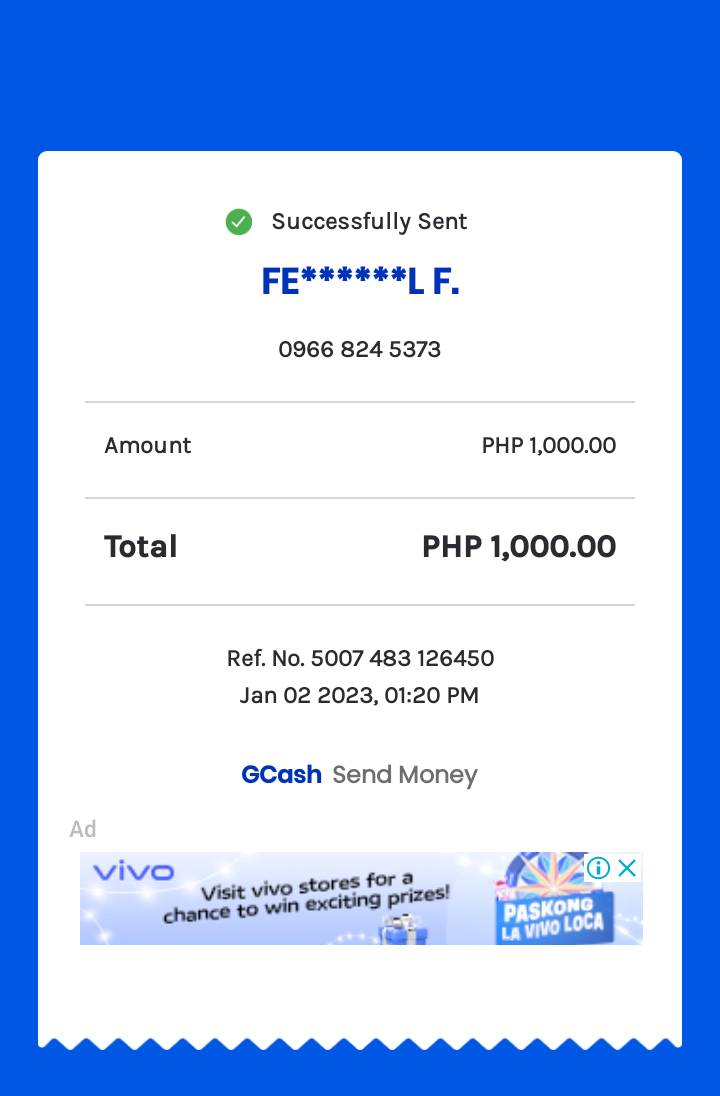 Successfully Sent
FE******L F.
0966 824 5373
Amount PHP 1,000.00
Total PHP 1,000.00
Ref. No. 5007 483 126450
Jan 02 2023, 01:20 PM
GCash Send Money
Ad
vivo
Visit vivo stores for a
chance to win exciting prizes!
PASKONG
LA VIVO LOCA